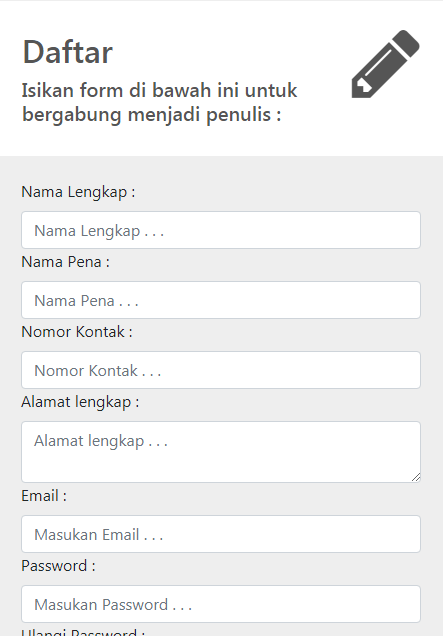 Daftar
Isikan form di bawah ini untuk
bergabung menjadi penulis :
Nama Lengkap :
Nama Lengkap . . .
Nama Pena :
Nama Pena . . .
Nomor Kontak :
Nomor Kontak . . .
Alamat lengkap :
Alamat lengkap . . .
Email :
Masukan Email . . .
Password :
Masukan Password . . .
Ulangi Password :